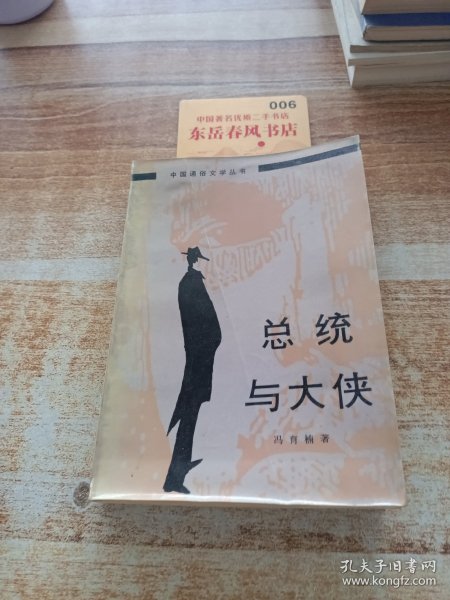 006
中国著名优秀二手书店
东岳春风书店
中国通俗文学丛书
总统
与大侠
冯育楠著
孔夫子旧书网
www.kongfz.com